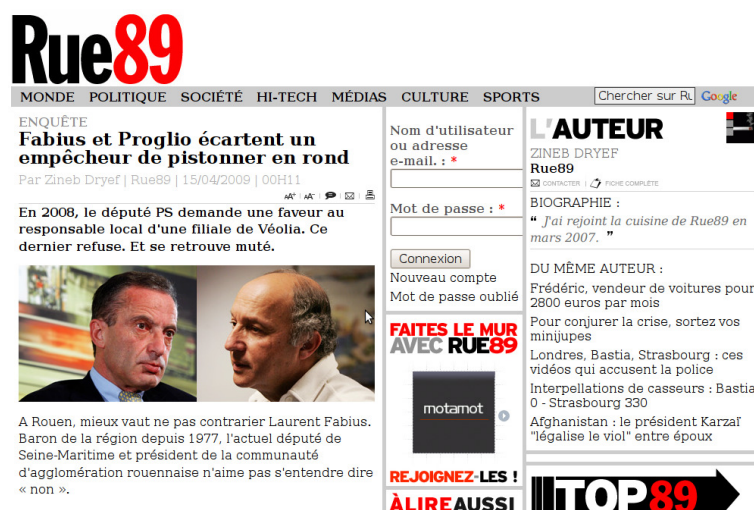 Rue89
MONDE POLITIQUE SOCIÉTÉ HI-TECH MÉDIAS CULTURE SPORTS
Chercher sur Ru Google
ENQUÊTE
Fabius et Proglio écartent un
empêcheur de pistonner en rond
Par Zineb Dryef | Rue89 | 15/04/2009 | 00H11
En 2008, le député PS demande une faveur au
responsable local d'une filiale de Véolia. Ce
dernier refuse. Et se retrouve muté.
A Rouen, mieux vaut ne pas contrarier Laurent Fabius.
Baron de la région depuis 1977, l'actuel député de
Seine-Maritime et président de la communauté
d'agglomération rouennaise n'aime pas s'entendre dire
« non ».
Nom d'utilisateur
ou adresse
e-mail. : *
Mot de passe : *
Connexion
Nouveau compte
Mot de passe oublié
FAITES LE MUR
AVEC RUE89
motamot
REJOIGNEZ-LES !
À LIRE AUSSI
L'AUTEUR
ZINEB DRYEF
Rue89
CONTACTER | FICHE COMPLÈTE
BIOGRAPHIE :
“ J'ai rejoint la cuisine de Rue89 en
mars 2007. ”
DU MÊME AUTEUR :
Frédéric, vendeur de voitures pour
2800 euros par mois
Pour conjurer la crise, sortez vos
minijupes
Londres, Bastia, Strasbourg : ces
vidéos qui accusent la police
Interpellations de casseurs : Bastia
0 - Strasbourg 330
Afghanistan : le président Karzaï
"légalise le viol" entre époux
TOP89